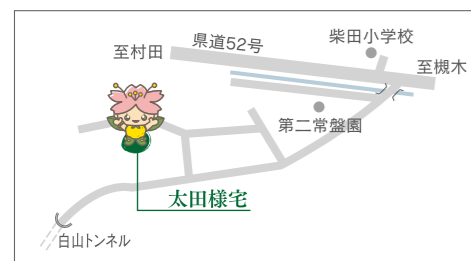 柴田小学校
県道52号
至村田
至槻木
第二常盤園
太田様宅
白山トンネル